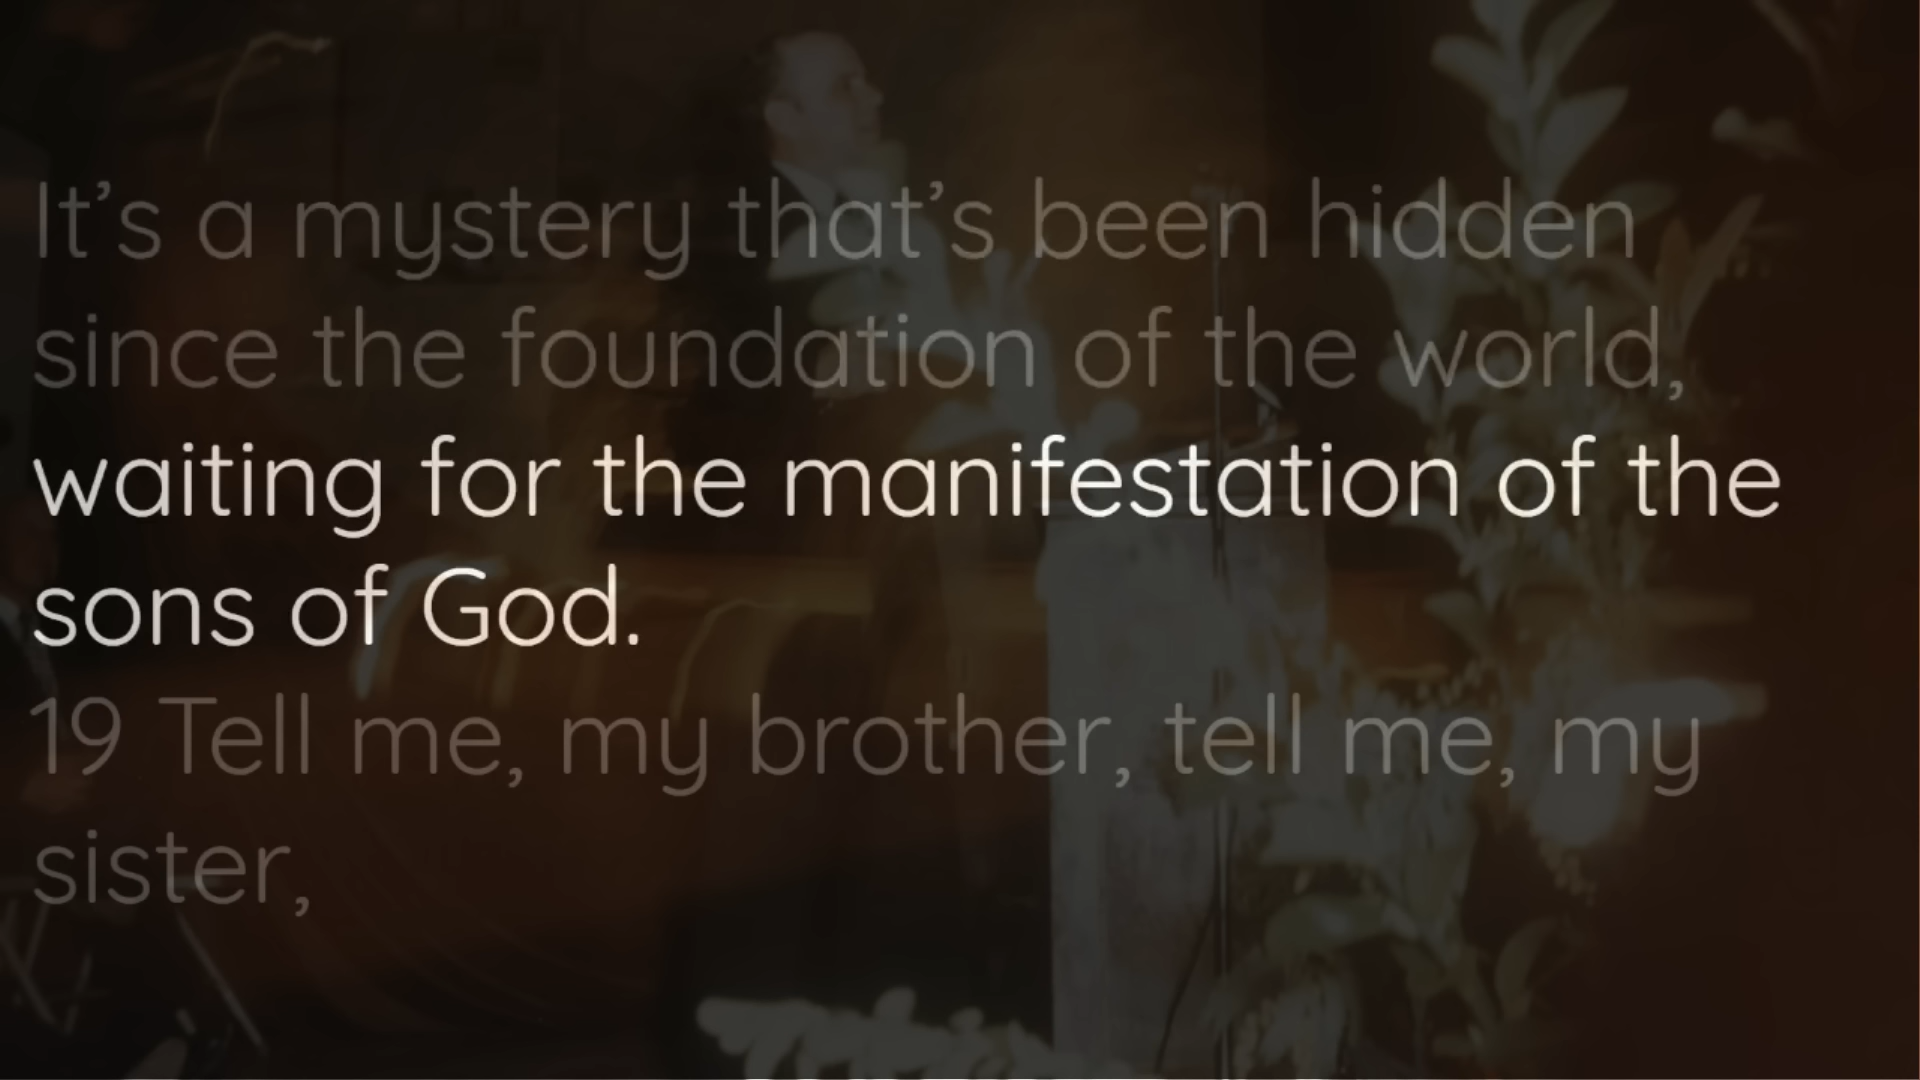 It’s a mystery that’s been hidden
since the foundation of the world,
waiting for the manifestation of the
sons of God.
19 Tell me, my brother, tell me, my
sister,